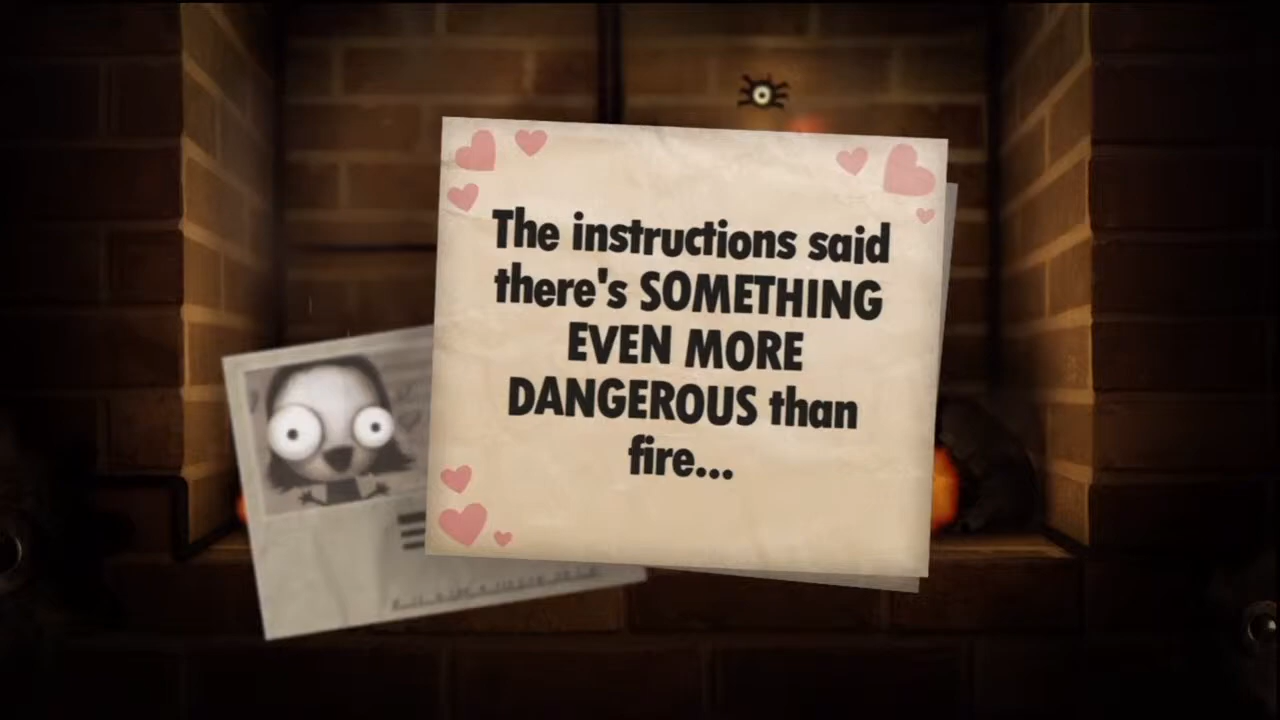 The instructions said
there's SOMETHING
EVEN MORE
DANGEROUS than
fire...